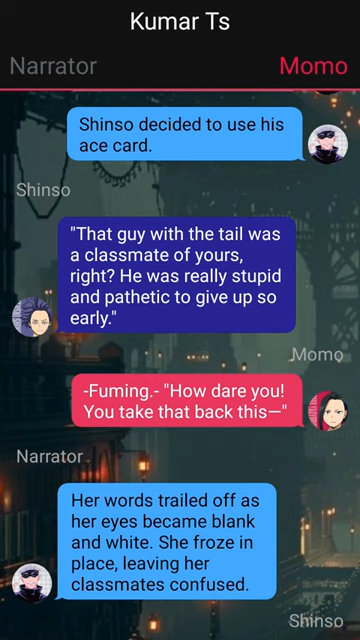 Kumar Ts
Narrator
Momo
Shinso decided to use his
ace card.
Shinso
"That guy with the tail was
a classmate of yours,
right? He was really stupid
and pathetic to give up so
early."
Momo
-Fuming.- "How dare you!
You take that back this—"
Narrator
Her words trailed off as
her eyes became blank
and white. She froze in
place, leaving her
classmates confused.
Shinso